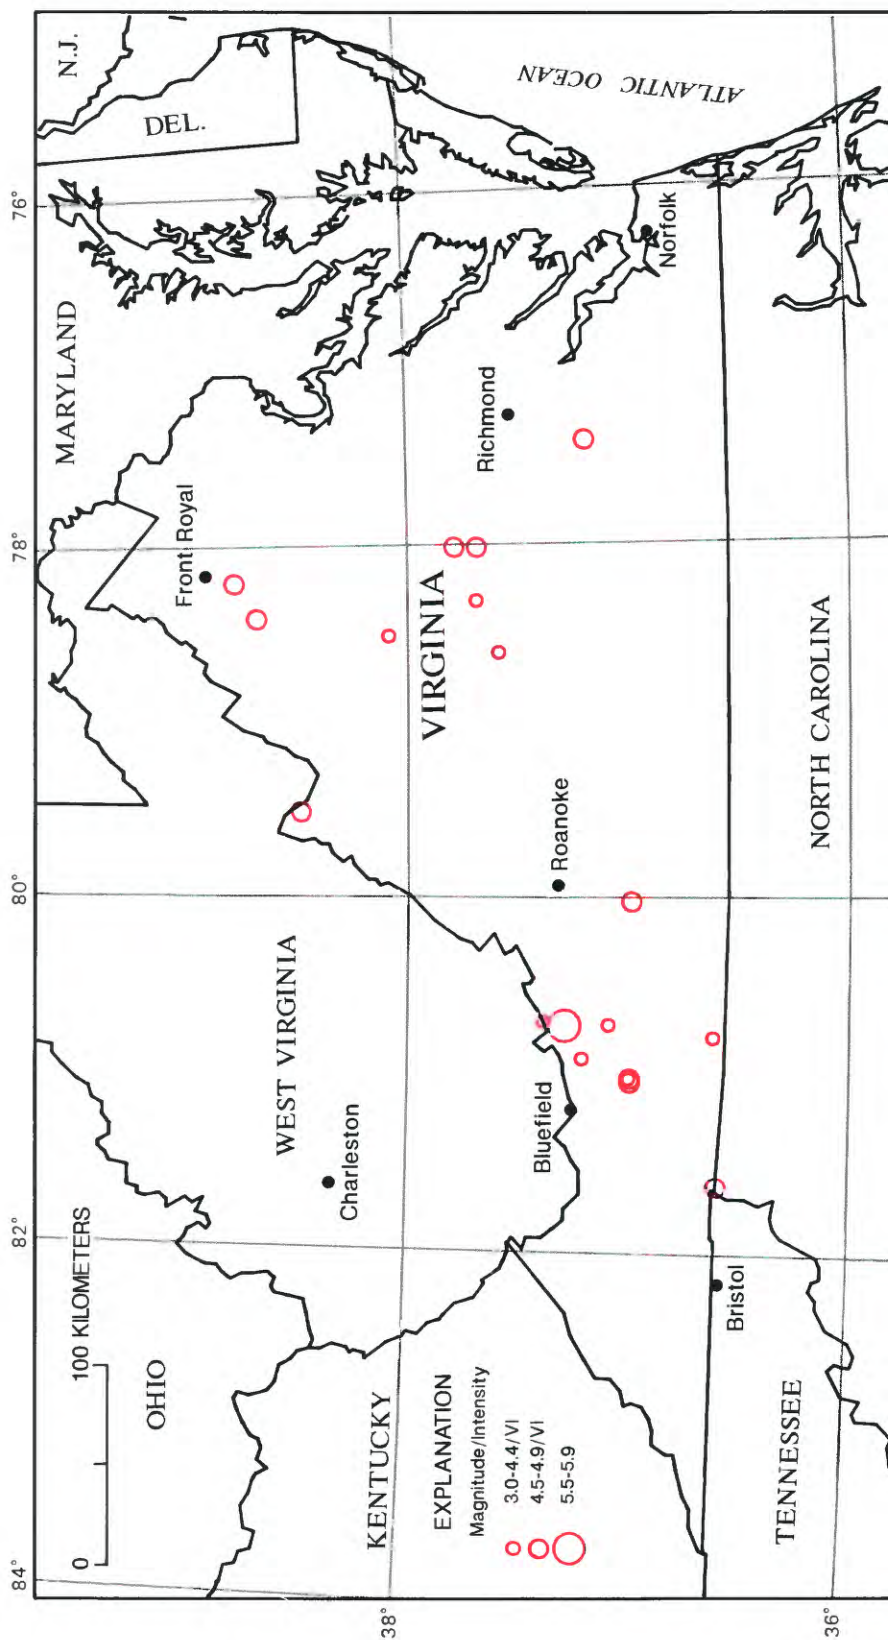 84°
82°
80°
78°
76°
38°
36°
0
100 KILOMETERS
OHIO
KENTUCKY
EXPLANATION
Magnitude/Intensity
3.0-4.4/VI
4.5-4.9/VI
5.5-5.9
TENNESSEE
WEST VIRGINIA
Charleston
Bluefield
Bristol
Roanoke
VIRGINIA
NORTH CAROLINA
MARYLAND
Front Royal
Richmond
Norfolk
N.J.
DEL.
ATLANTIC OCEAN